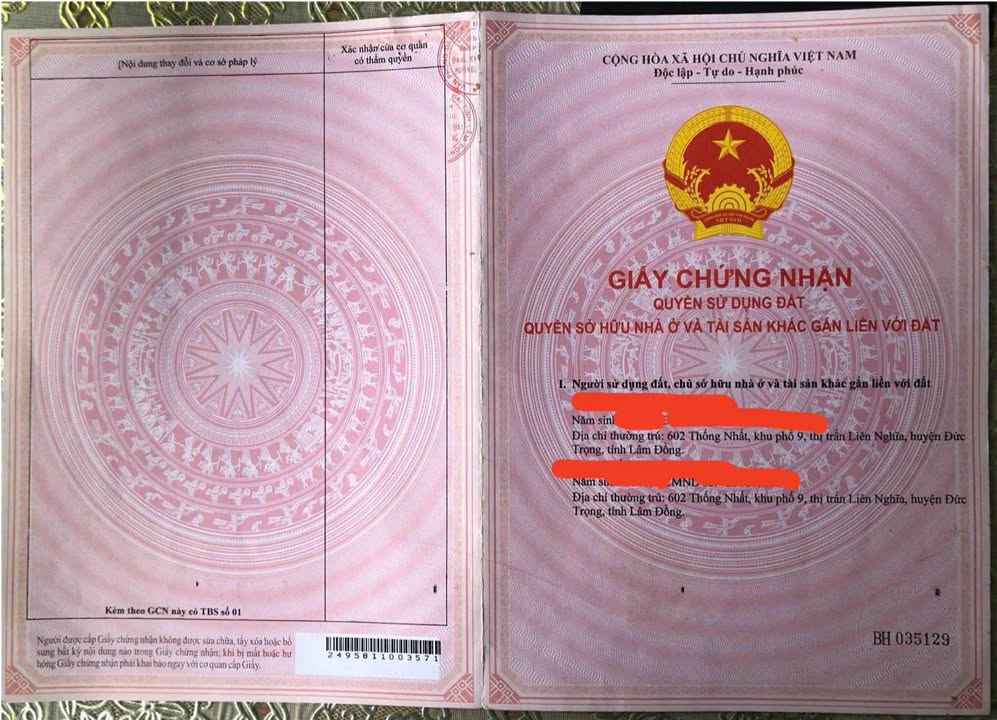 Nội dung thay đổi và cơ sở pháp lý
Xác nhận của cơ quan
có thẩm quyền
Kèm theo GCN này có TBS số 01
Người được cấp Giấy chứng nhận không được sửa chữa, tẩy xóa hoặc bổ
sung bất kỳ nội dung nào trong Giấy chứng nhận; khi bị mất hoặc hư
hỏng Giấy chứng nhận phải khai báo ngay với cơ quan cấp Giấy.
2495811003571
CỘNG HÒA XÃ HỘI CHỦ NGHĨA VIỆT NAM
Độc lập - Tự do - Hạnh phúc
VIỆT NAM
GIẤY CHỨNG NHẬN
QUYỀN SỬ DỤNG ĐẤT
QUYỀN SỞ HỮU NHÀ Ở VÀ TÀI SẢN KHÁC GẮN LIỀN VỚI ĐẤT
I. Người sử dụng đất, chủ sở hữu nhà ở và tài sản khác gắn liền với đất
Năm sinh
Địa chỉ thường trú: 602 Thống Nhất, khu phố 9, thị trấn Liên Nghĩa, huyện Đức
Trọng, tỉnh Lâm Đồng.
Năm CMND
Địa chỉ thường trú: 602 Thống Nhất, khu phố 9, thị trấn Liên Nghĩa, huyện Đức
Trọng, tỉnh Lâm Đồng.
BH 035129